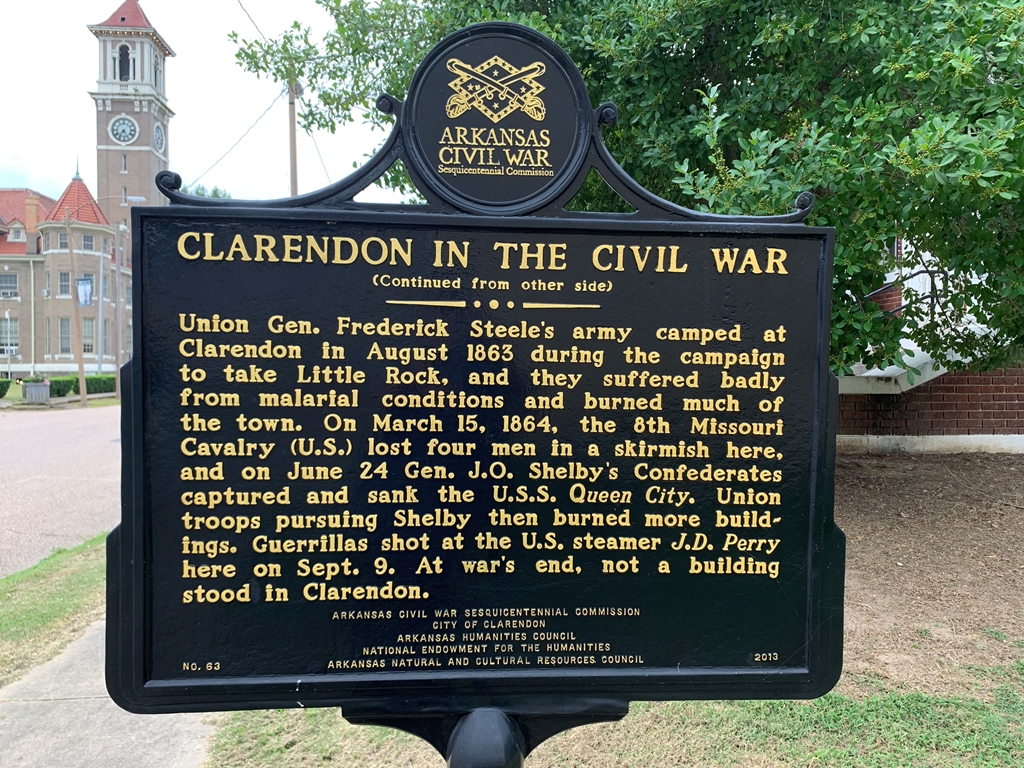 ARKANSAS
CIVIL WAR
Sesquicentennial Commission
CLARENDON IN THE CIVIL WAR
(Continued from other side)
Union Gen. Frederick Steele's army camped at
Clarendon in August 1863 during the campaign
to take Little Rock, and they suffered badly
from malarial conditions and burned much of
the town. On March 15, 1864, the 8th Missouri
Cavalry (U.S.) lost four men in a skirmish here,
and on June 24 Gen. J.O. Shelby's Confederates
captured and sank the U.S.S. Queen City. Union
troops pursuing Shelby then burned more build-
ings. Guerrillas shot at the U.S. steamer J.D. Perry
here on Sept. 9. At war's end, not a building
stood in Clarendon.
ARKANSAS CIVIL WAR SESQUICENTENNIAL COMMISSION
CITY OF CLARENDON
ARKANSAS HUMANITIES COUNCIL
NATIONAL ENDOWMENT FOR THE HUMANITIES
ARKANSAS NATURAL AND CULTURAL RESOURCES COUNCIL
NO. 63
2013